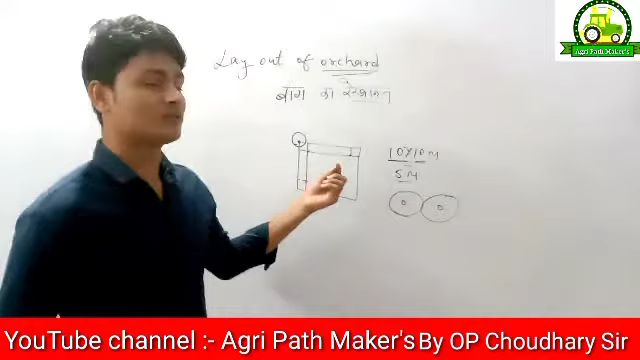 Lay out of orchard
बाग का रेखांकन
10 x 10 M
5 M
Agri Path Maker's
YouTube channel :- Agri Path Maker's By OP Choudhary Sir